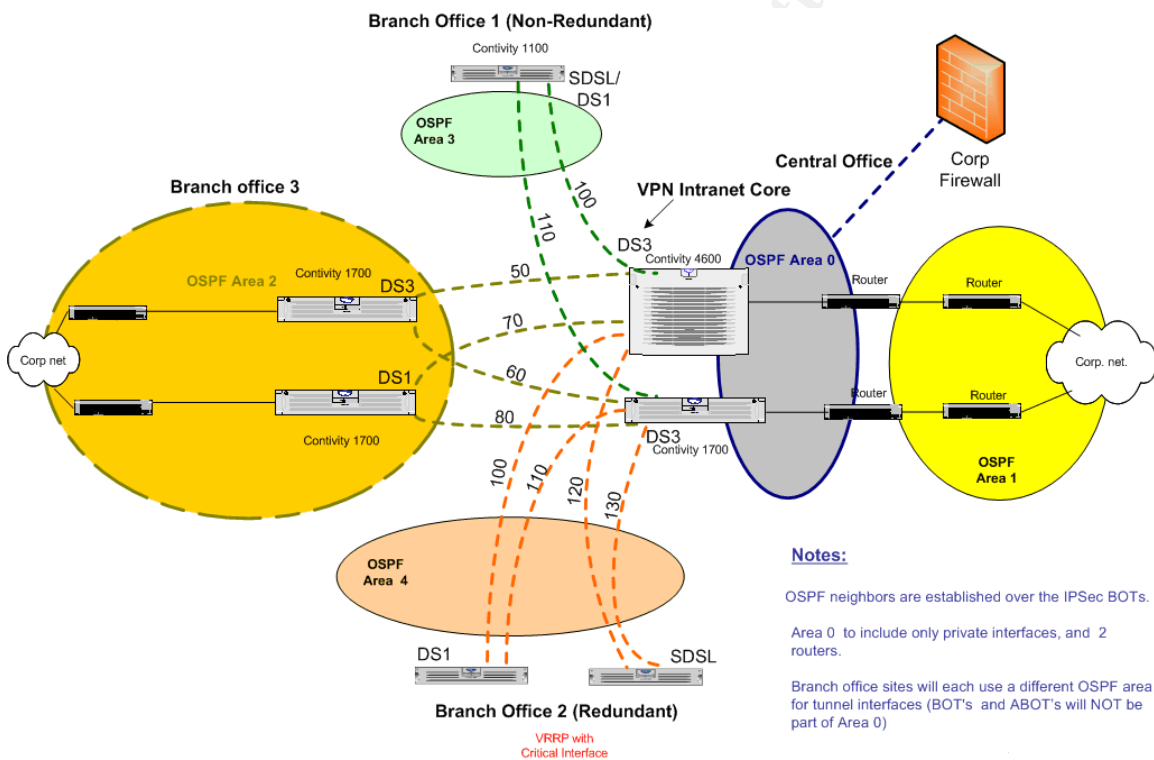 Branch Office 1 (Non-Redundant)
Contivity 1100
SDSL/
DS1
OSPF
Area 3
Corp
Firewall
Central Office
Branch office 3
VPN Intranet Core
100
110
DS3
Contivity 4600
OSPF Area 0
OSPF Area 2
Contivity 1700
DS3
50
Router
Router
70
Corp net
Corp. net.
60
DS1
Router
Router
80
DS3
Contivity 1700
Contivity 1700
OSPF
Area 1
100
110
120
130
OSPF
Area 4
DS1
SDSL
Branch Office 2 (Redundant)
VRRP with
Critical Interface
Notes:
OSPF neighbors are established over the IPSec BOTs.
Area 0 to include only private interfaces, and 2
routers.
Branch office sites will each use a different OSPF area
for tunnel interfaces (BOT's and ABOT's will NOT be
part of Area 0)